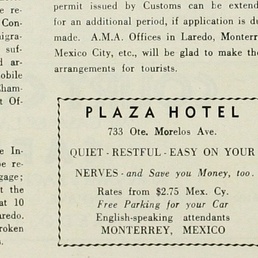 permit issued by Customs can be extend
for an additional period, if application is d
made. A.M.A. Offices in Laredo, Monterr
Mexico City, etc., will be glad to make th
arrangements for tourists.
PLAZA HOTEL
733 Ote. Morelos Ave.
QUIET - RESTFUL - EASY ON YOUR
NERVES - and Save you Money, too.
Rates from $2.75 Mex. Cy.
Free Parking for your Car
English-speaking attendants
MONTERREY, MEXICO